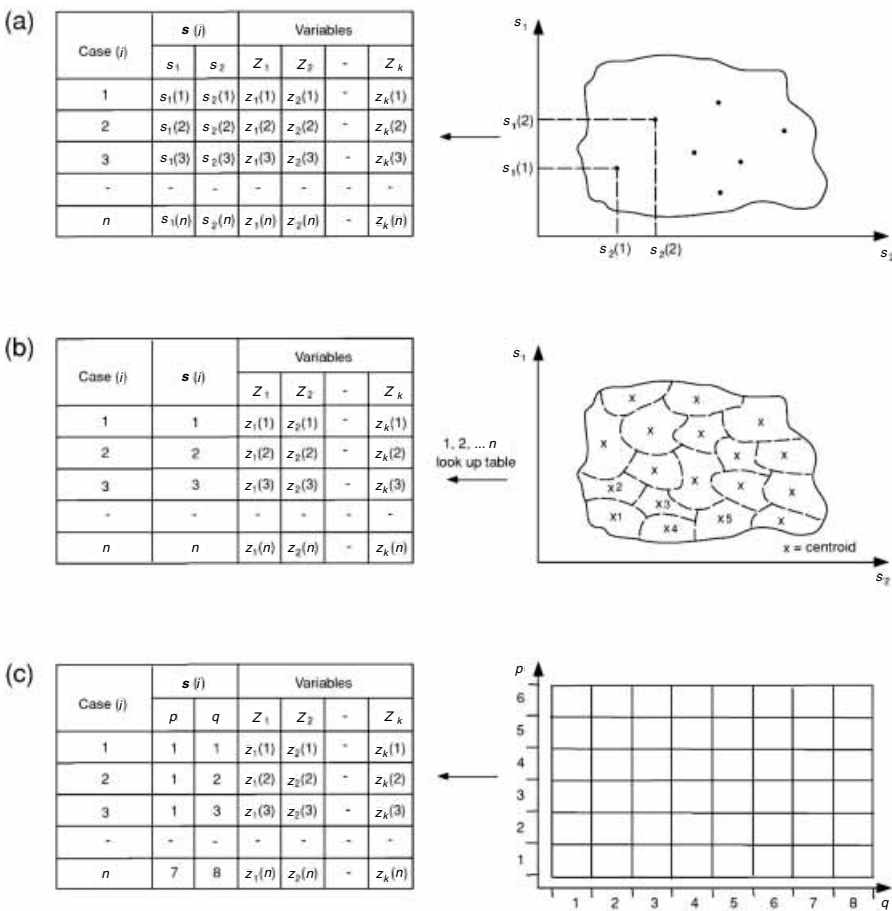 (a)
Case (i) s (i) Variables
s₁ s₂ Z₁ Z₂ - Zₖ
1 s₁(1) s₂(1) z₁(1) z₂(1) - zₖ(1)
2 s₁(2) s₂(2) z₁(2) z₂(2) - zₖ(2)
3 s₁(3) s₂(3) z₁(3) z₂(3) - zₖ(3)
- - - - - - -
n s₁(n) s₂(n) z₁(n) z₂(n) - zₖ(n)
s₁
s₁(2)
s₁(1)
s₂(1) s₂(2)
s₂
(b)
Case (i) s (i) Variables
Z₁ Z₂ - Zₖ
1 1 z₁(1) z₂(1) - zₖ(1)
2 2 z₁(2) z₂(2) - zₖ(2)
3 3 z₁(3) z₂(3) - zₖ(3)
- - - - - -
n n z₁(n) z₂(n) - zₖ(n)
1, 2, ... n
look up table
s₁
x x
x x x x
x x x
x x x
x2 x3
x1 x4 x5 x
x = centroid
s₂
(c)
Case (i) s (i) Variables
p q Z₁ Z₂ - Zₖ
1 1 1 z₁(1) z₂(1) - zₖ(1)
2 1 2 z₁(2) z₂(2) - zₖ(2)
3 1 3 z₁(3) z₂(3) - zₖ(3)
- - - - - - -
n 7 8 z₁(n) z₂(n) - zₖ(n)
p
6
5
4
3
2
1
1 2 3 4 5 6 7 8 q